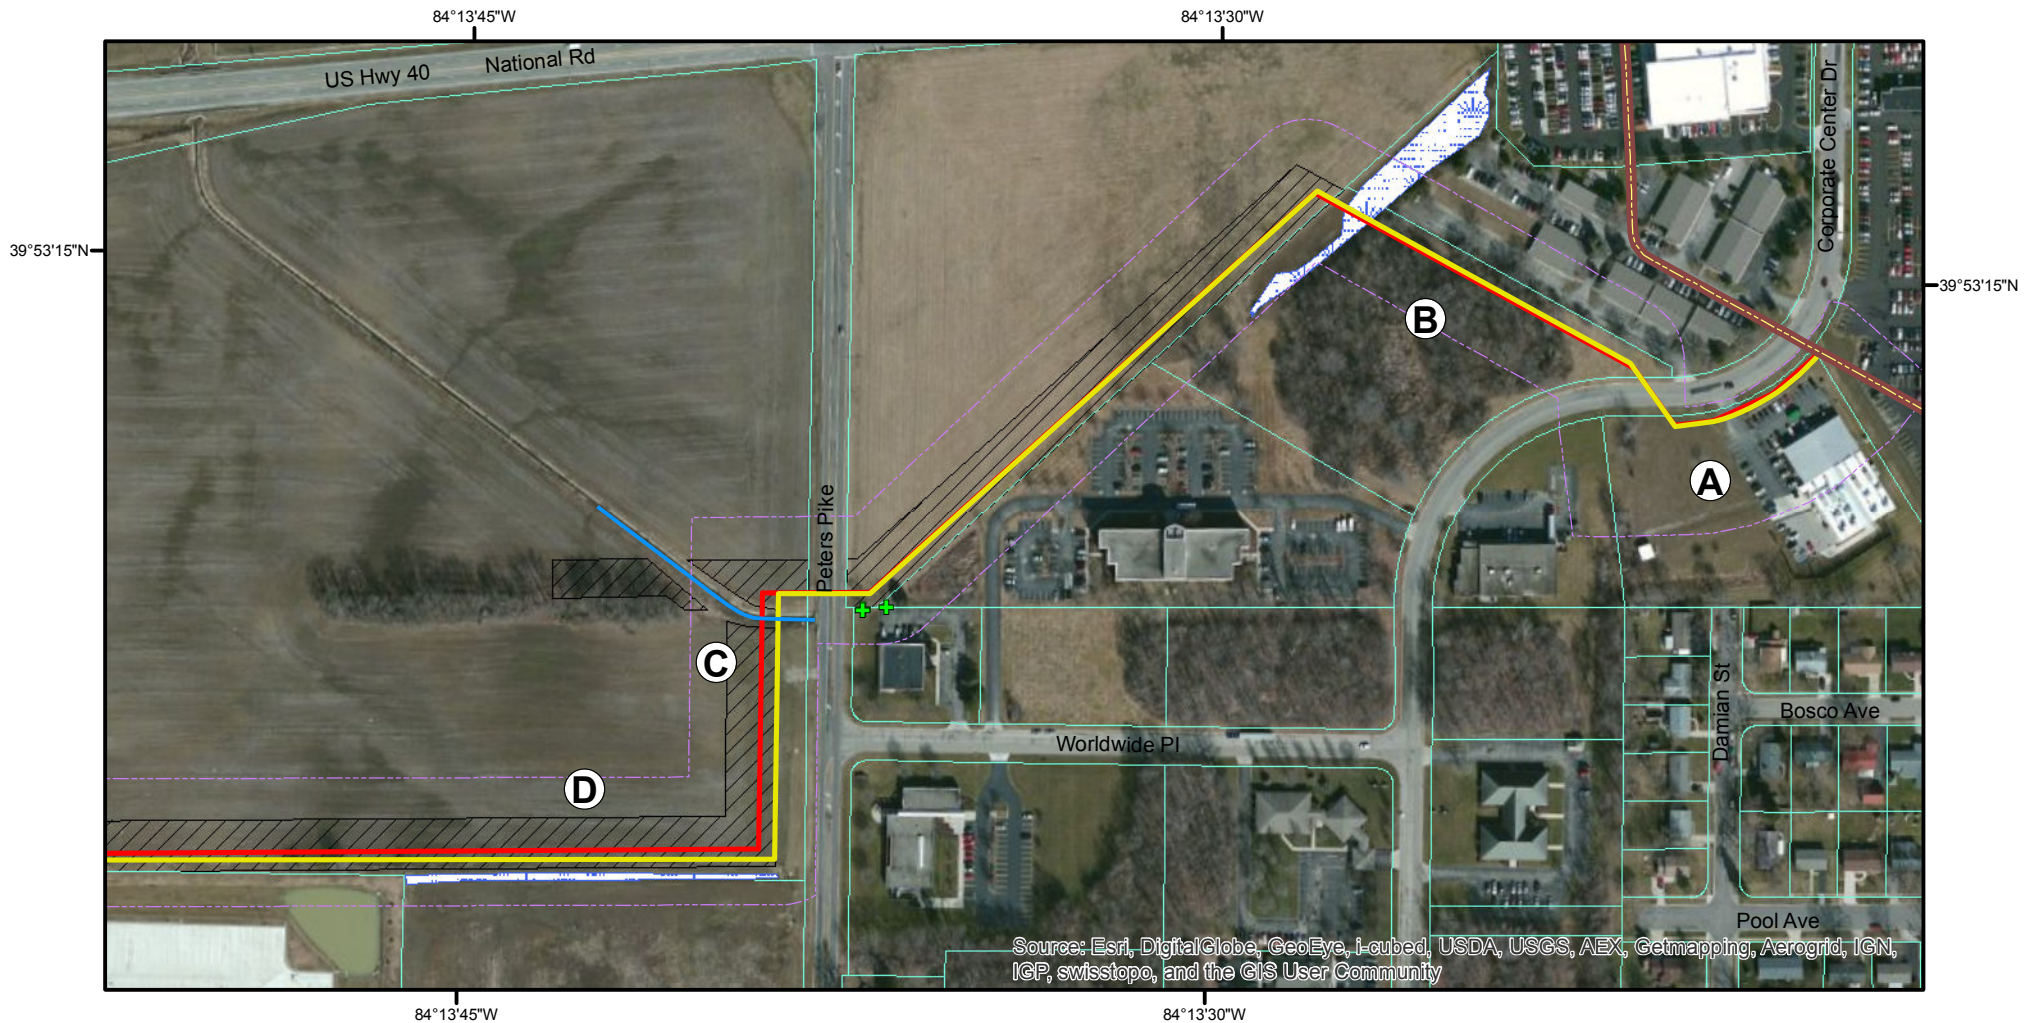 84°13'45"W
84°13'30"W
US Hwy 40
National Rd
Corporate Center Dr
39°53'15"N
39°53'15"N
B
A
Peters Pike
C
D
Worldwide Pl
Damian St
Bosco Ave
Pool Ave
Source: Esri, DigitalGlobe, GeoEye, i-cubed, USDA, USGS, AEX, Getmapping, Aerogrid, IGN,
IGP, swisstopo, and the GIS User Community
84°13'45"W
84°13'30"W